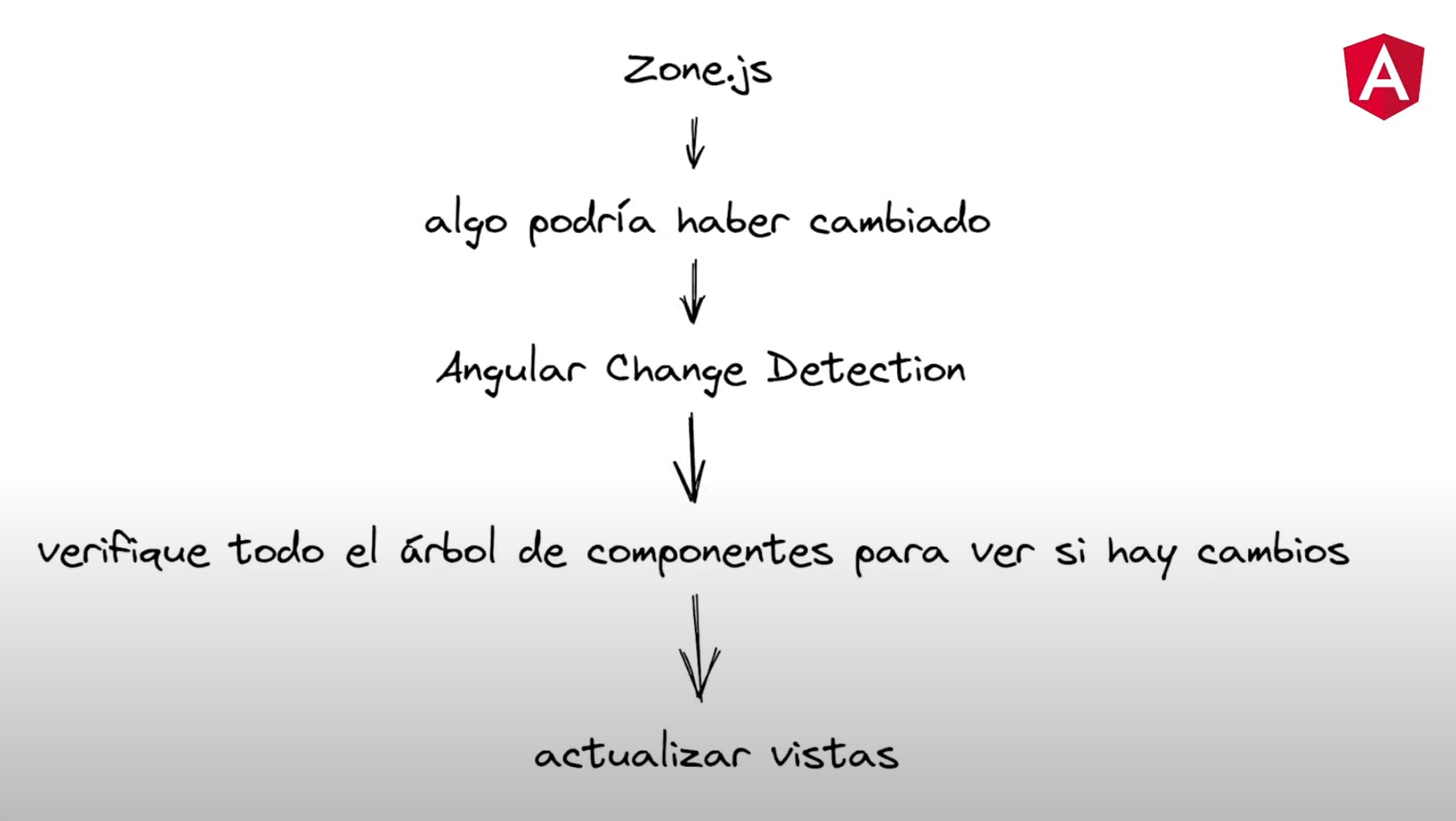 Zone.js
algo podría haber cambiado
Angular Change Detection
verifique todo el árbol de componentes para ver si hay cambios
actualizar vistas
A